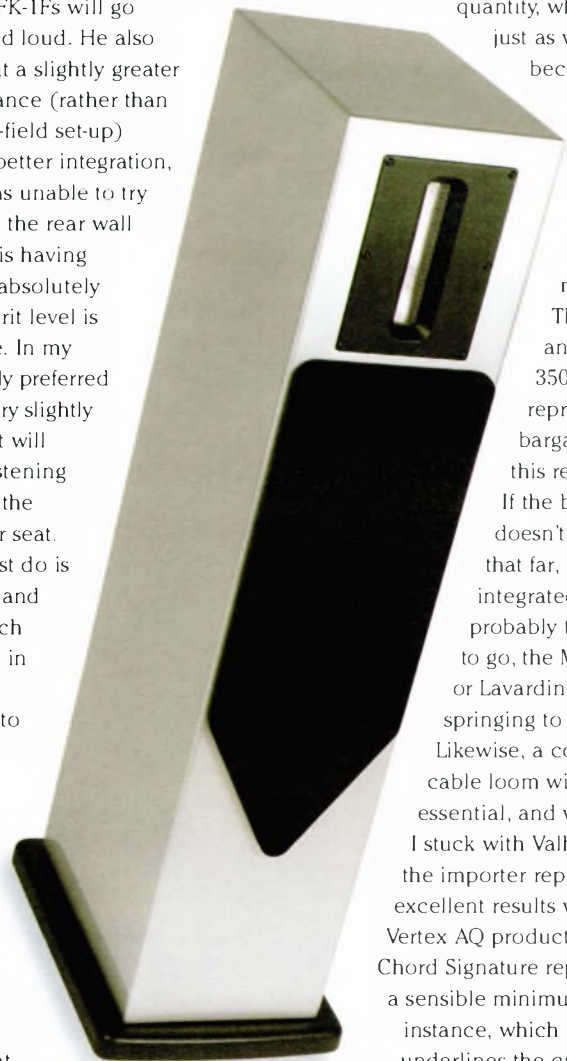 FK-1Fs will go
d loud. He also
at a slightly greater
ance (rather than
-field set-up)
better integration,
as unable to try
the rear wall
is having
absolutely
rit level is
e. In my
ly preferred
ry slightly
t will
stening
the
r seat.
st do is
and
ch
in
to
quantity, wh
just as v
bec
Th
an
350
repr
barga
this re
If the b
doesn't
that far,
integrated
probably t
to go, the M
or Lavardin
springing to
Likewise, a co
cable loom wi
essential, and v
I stuck with Valh
the importer rep
excellent results v
Vertex AQ product
Chord Signature rep
a sensible minimu
instance, which